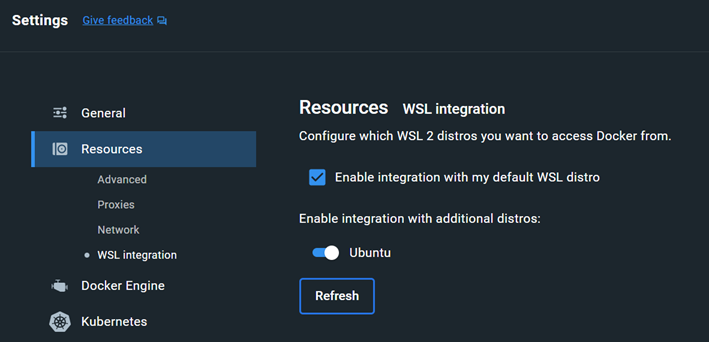 Settings Give feedback
General
Resources
Advanced
Proxies
Network
WSL integration
Docker Engine
Kubernetes
Resources WSL integration
Configure which WSL 2 distros you want to access Docker from.
Enable integration with my default WSL distro
Enable integration with additional distros:
Ubuntu
Refresh